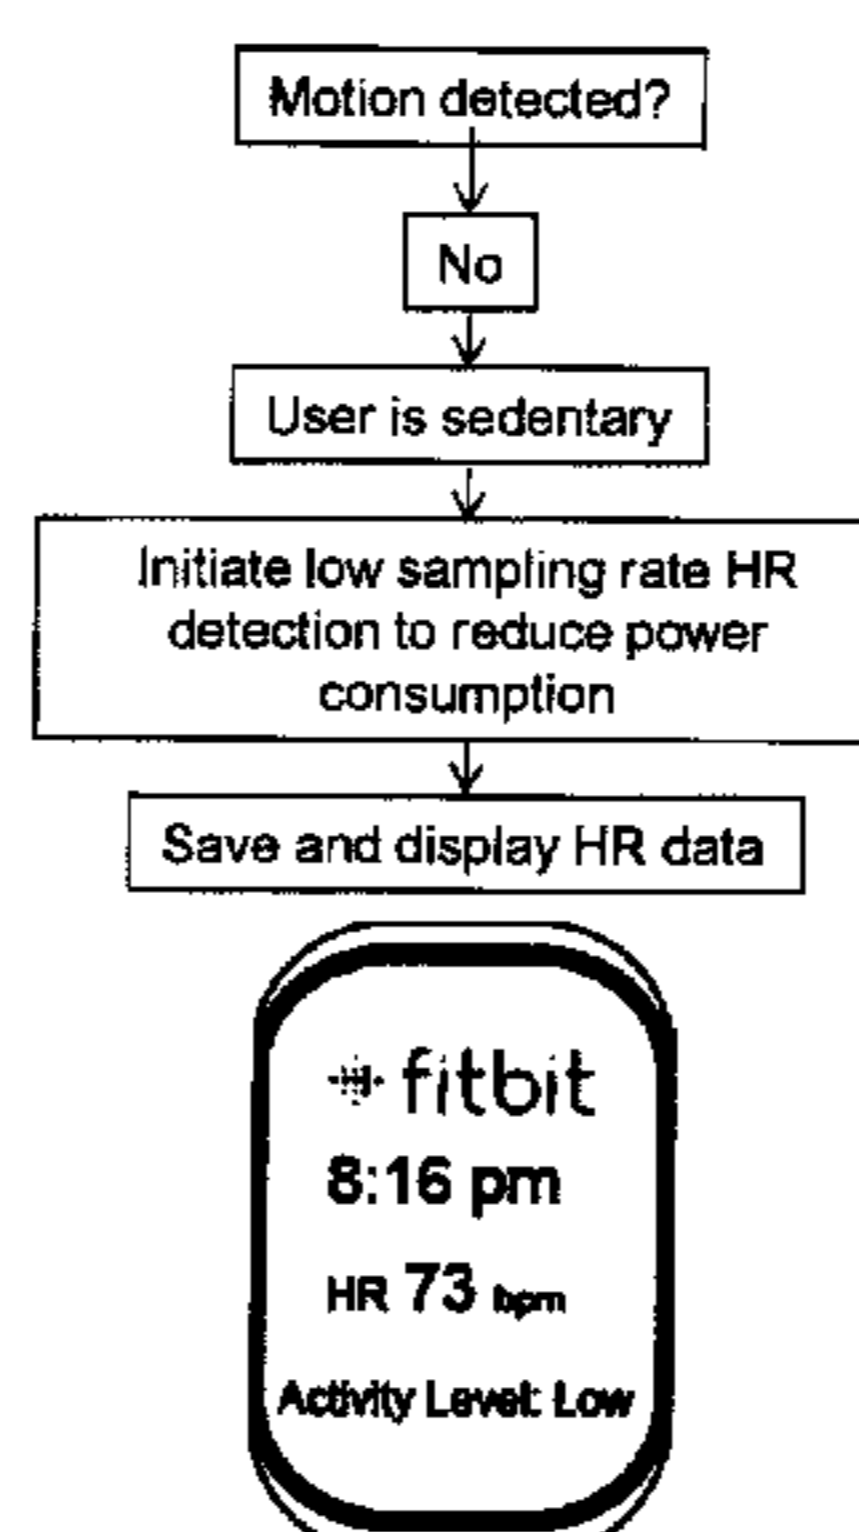 Motion detected?
No
User is sedentary
Initiate low sampling rate HR
detection to reduce power
consumption
Save and display HR data
fitbit
8:16 pm
HR 73 bpm
Activity Level: Low